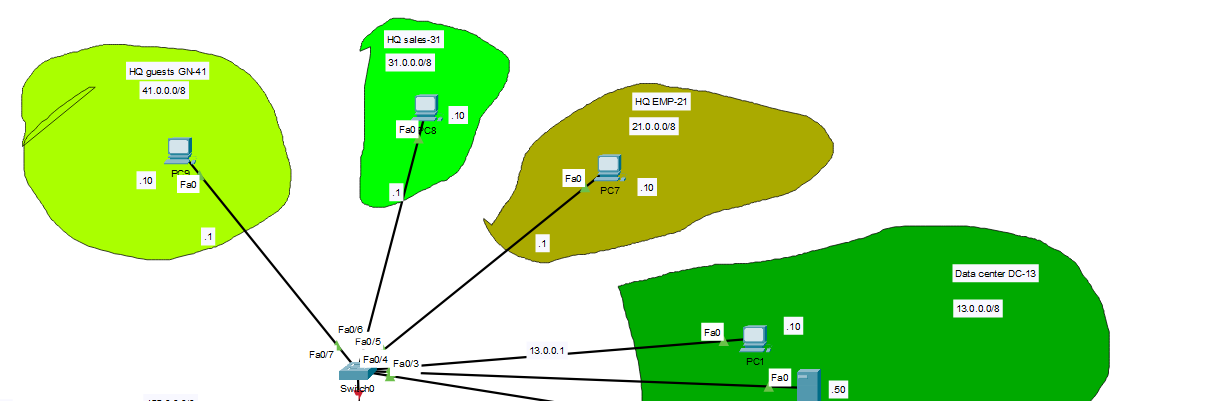 HQ sales-31
31.0.0.0/8
HQ guests GN-41
41.0.0.0/8
HQ EMP-21
21.0.0.0/8
.10
Fa0
PC8
PC9
.10
Fa0
.1
.1
Fa0
PC7
.10
.1
Data center DC-13
13.0.0.0/8
Fa0/6
Fa0/5
Fa0/7
Fa0/4
Fa0/3
Switch0
13.0.0.1
Fa0
.10
PC1
Fa0
.50